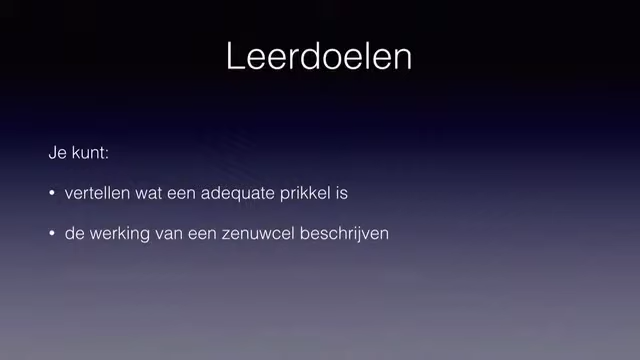 Leerdoelen
Je kunt:
• vertellen wat een adequate prikkel is
• de werking van een zenuwcel beschrijven